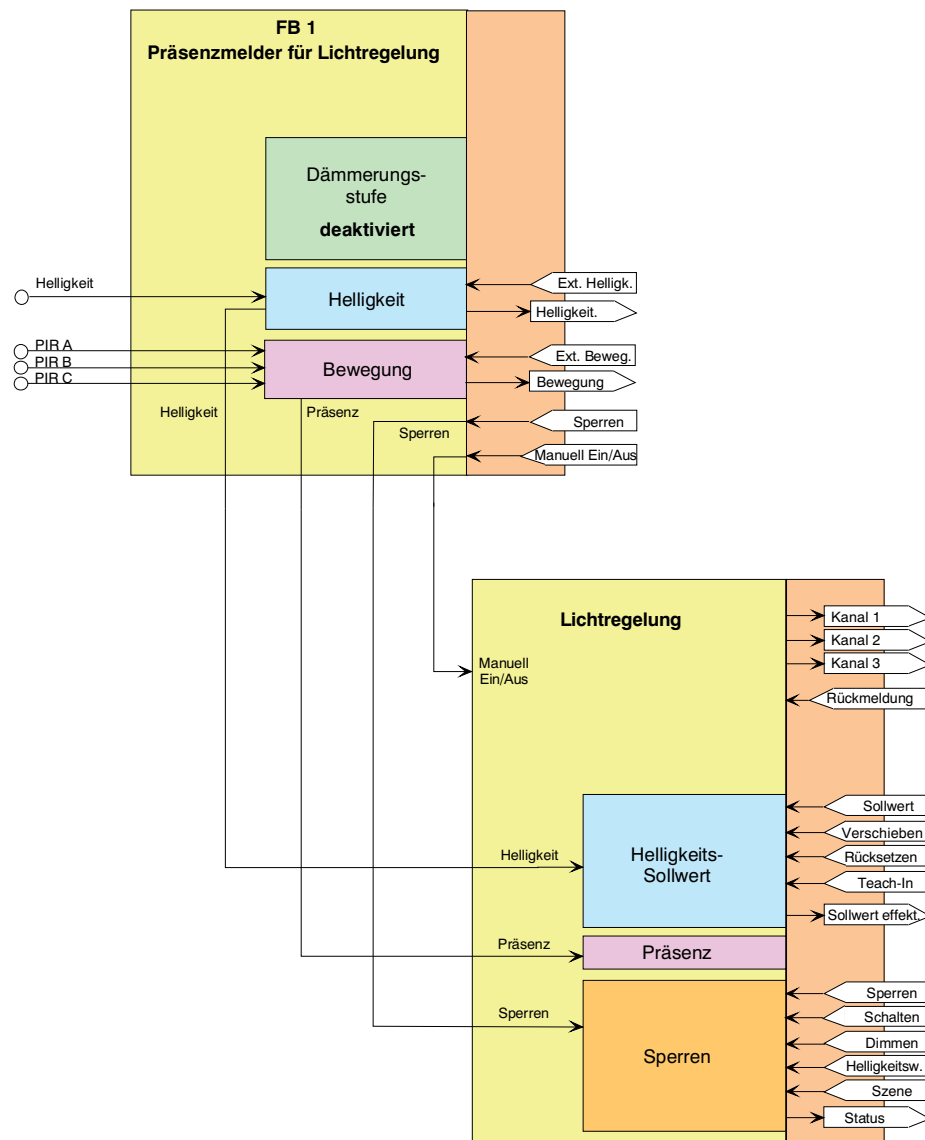 FB 1
Präsenzmelder für Lichtregelung
Dämmerungs-
stufe
deaktiviert
Helligkeit
Helligkeit
Ext. Helligk.
Helligkeit.
PIR A
PIR B
PIR C
Bewegung
Ext. Beweg.
Bewegung
Helligkeit
Präsenz
Sperren
Sperren
Manuell Ein/Aus
Lichtregelung
Manuell
Ein/Aus
Kanal 1
Kanal 2
Kanal 3
Rückmeldung
Helligkeit
Helligkeits-
Sollwert
Sollwert
Verschieben
Rücksetzen
Teach-In
Sollwert effekt.
Präsenz
Präsenz
Sperren
Sperren
Sperren
Schalten
Dimmen
Helligkeitsw.
Szene
Status